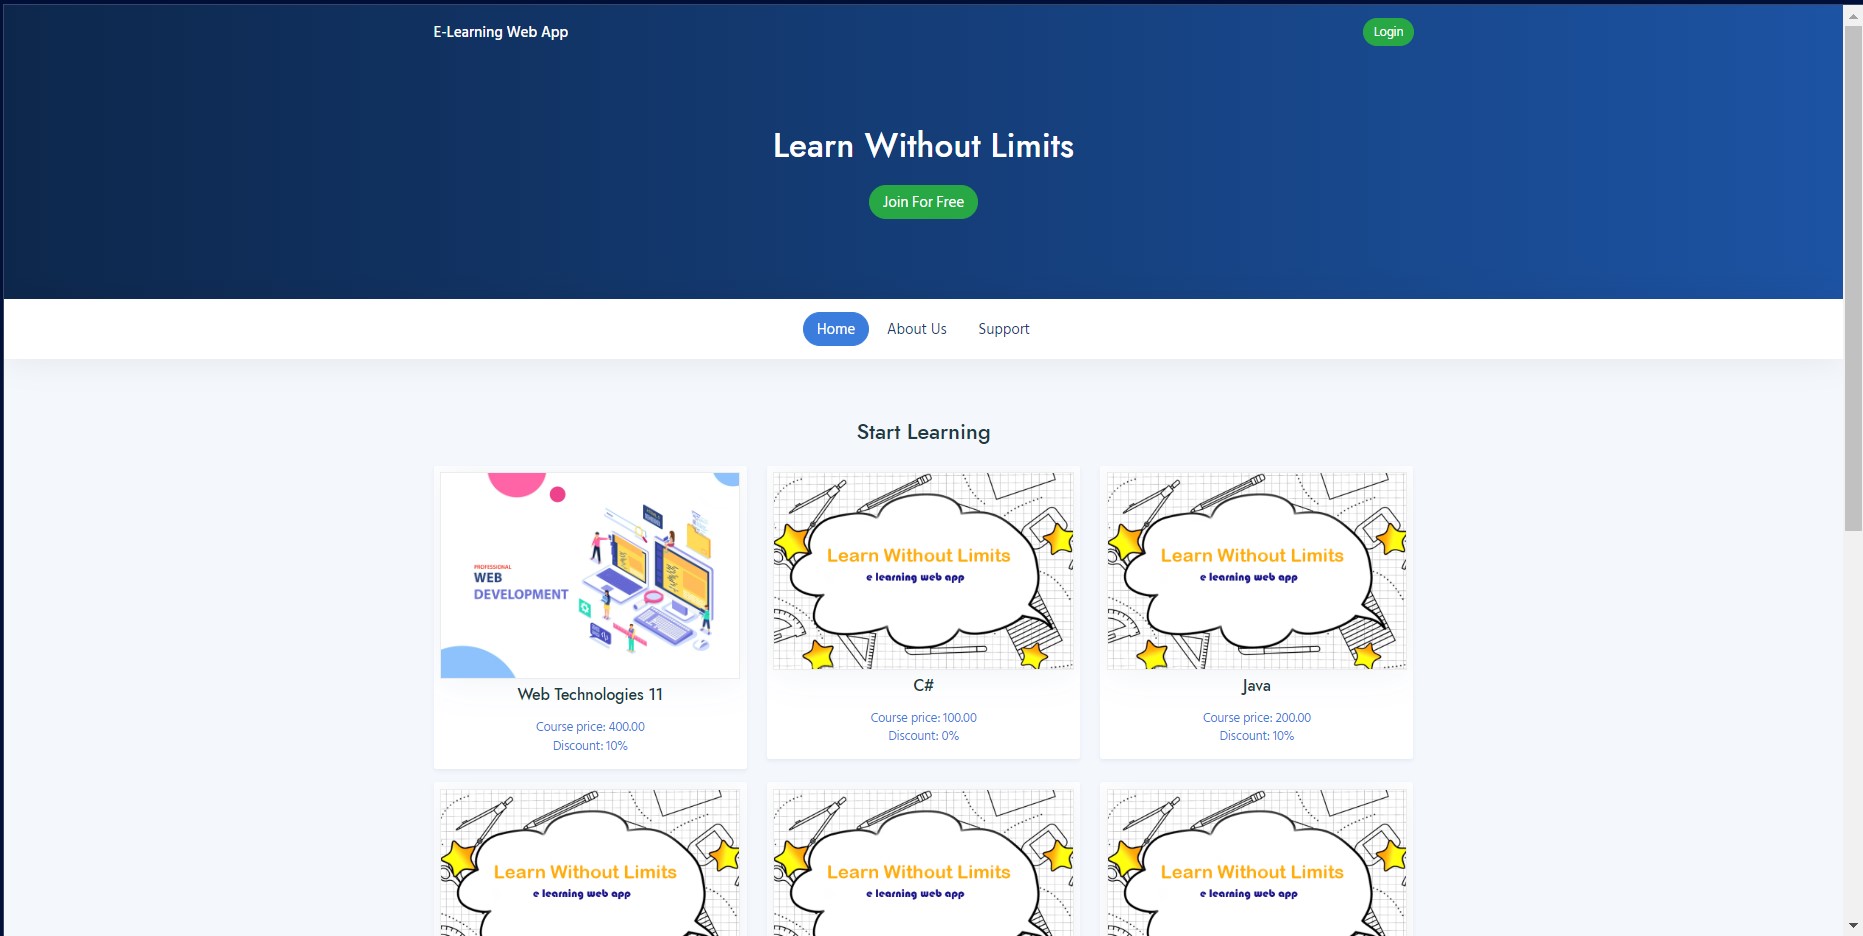 E-Learning Web App
Login
Learn Without Limits
Join For Free
Home
About Us
Support
Start Learning
PROFESSIONAL
WEB
DEVELOPMENT
Web Technologies 11
Course price: 400.00
Discount: 10%
Learn Without Limits
e learning web app
C#
Course price: 100.00
Discount: 0%
Learn Without Limits
e learning web app
Java
Course price: 200.00
Discount: 10%
Learn Without Limits
e learning web app
Learn Without Limits
e learning web app
Learn Without Limits
e learning web app